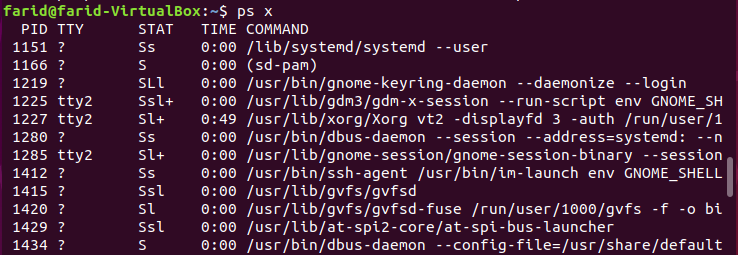 farid@farid-VirtualBox:~$ ps x
PID TTY STAT TIME COMMAND
1151 ? Ss 0:00 /lib/systemd/systemd --user
1166 ? S 0:00 (sd-pam)
1219 ? SLl 0:00 /usr/bin/gnome-keyring-daemon --daemonize --login
1225 tty2 Ssl+ 0:00 /usr/lib/gdm3/gdm-x-session --run-script env GNOME_SH
1227 tty2 Sl+ 0:49 /usr/lib/xorg/Xorg vt2 -displayfd 3 -auth /run/user/1
1280 ? Ss 0:00 /usr/bin/dbus-daemon --session --address=systemd: --n
1285 tty2 Sl+ 0:00 /usr/lib/gnome-session/gnome-session-binary --session
1412 ? Ss 0:00 /usr/bin/ssh-agent /usr/bin/im-launch env GNOME_SHELL
1415 ? Ssl 0:00 /usr/lib/gvfs/gvfsd
1420 ? Sl 0:00 /usr/lib/gvfs/gvfsd-fuse /run/user/1000/gvfs -f -o bi
1429 ? Ssl 0:00 /usr/lib/at-spi2-core/at-spi-bus-launcher
1434 ? S 0:00 /usr/bin/dbus-daemon --config-file=/usr/share/default